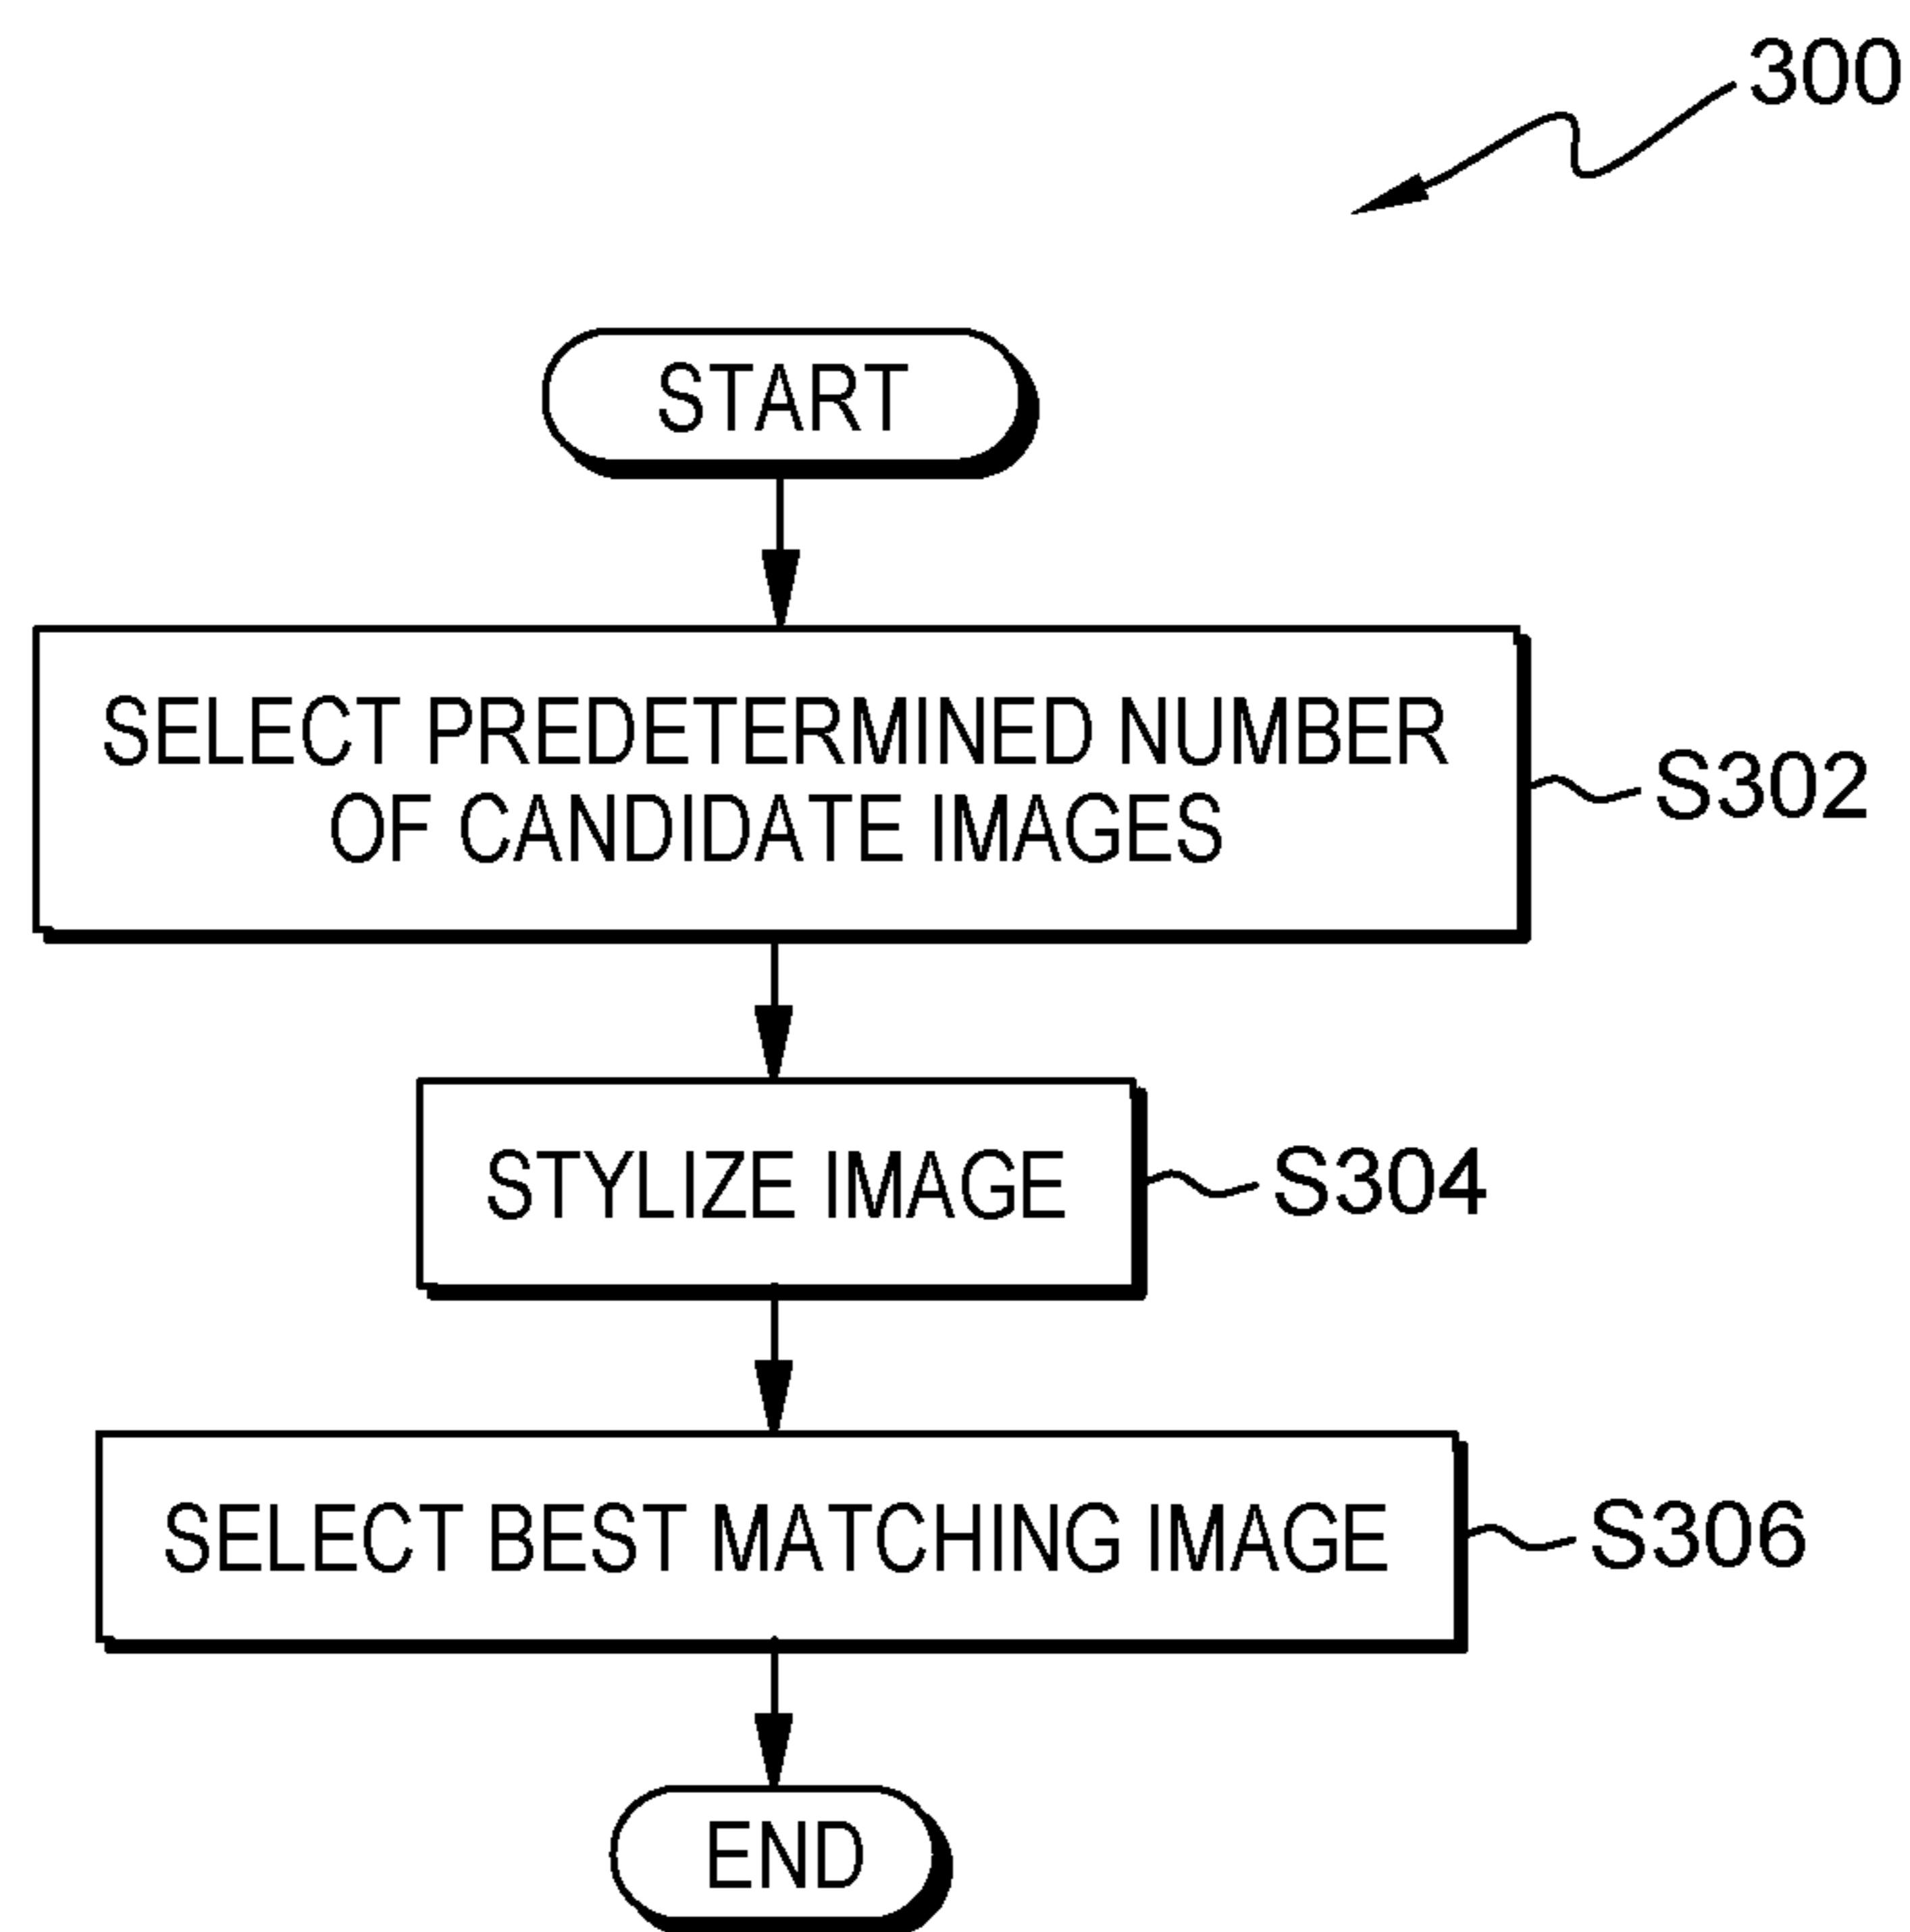 300
START
SELECT PREDETERMINED NUMBER
OF CANDIDATE IMAGES
S302
STYLIZE IMAGE
S304
SELECT BEST MATCHING IMAGE
S306
END